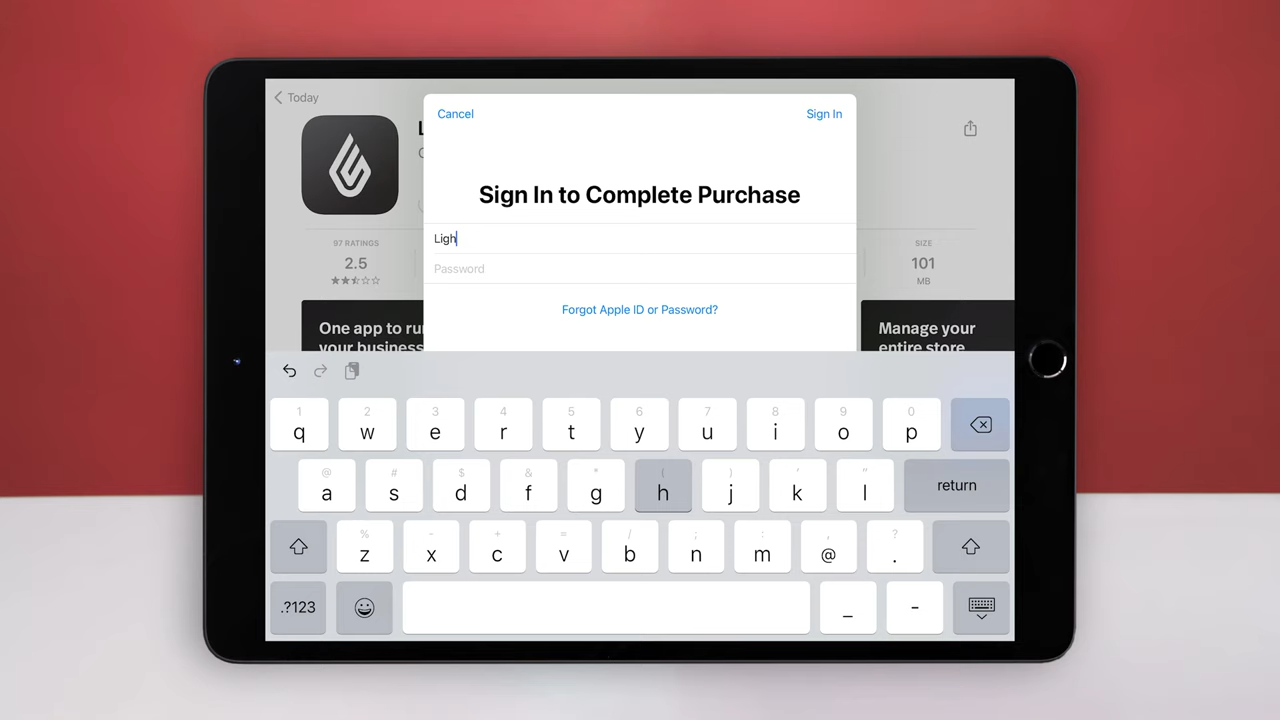 Today
Cancel
Sign In
L
Sign In to Complete Purchase
Ligh
Password
Forgot Apple ID or Password?
97 RATINGS
2.5
SIZE
101
MB
One app to ru
your business
Manage your
entire store
1 2 3 4 5 6 7 8 9 0
q w e r t y u i o p
@ # $ & * ( ) ' "
a s d f g h j k l return
% - + = / ; : , ?
z x c v b n m @ .
.?123 _ -